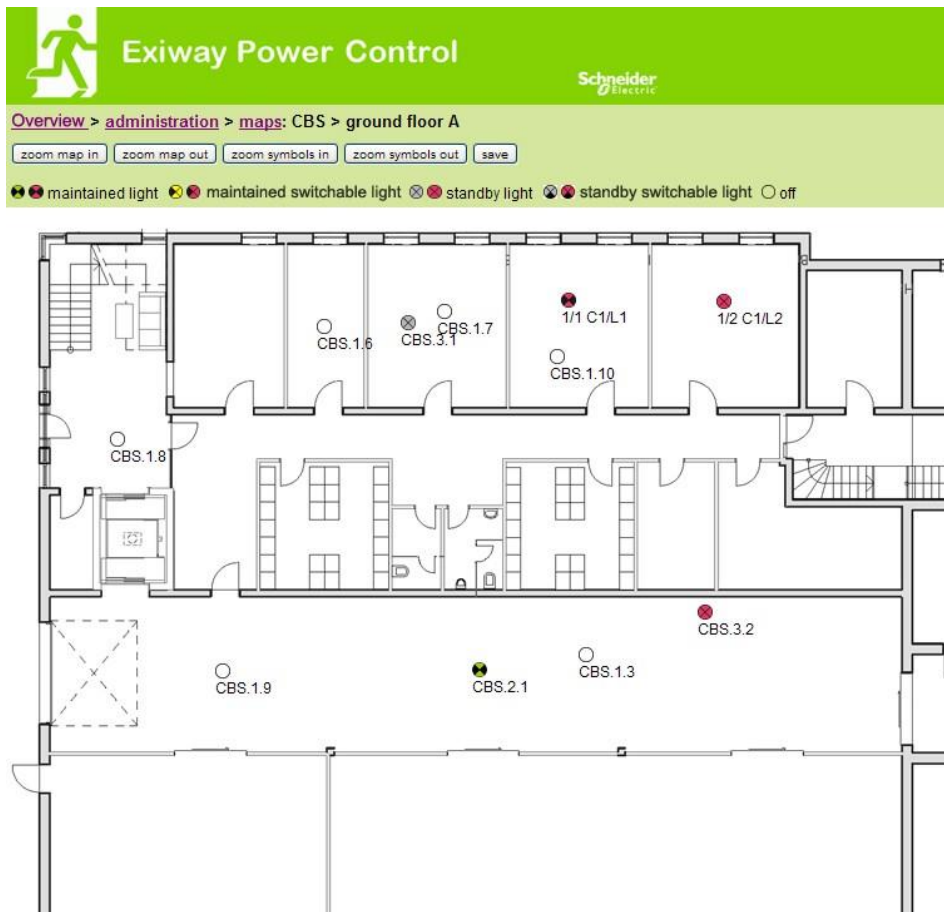 Exiway Power Control
Schneider
Electric
Overview > administration > maps: CBS > ground floor A
zoom map in zoom map out zoom symbols in zoom symbols out save
maintained light maintained switchable light standby light standby switchable light off
1/1 C1/L1
1/2 C1/L2
CBS.1.6
CBS.3.1
CBS.1.7
CBS.1.10
CBS.1.8
CBS.3.2
CBS.1.9
CBS.2.1
CBS.1.3